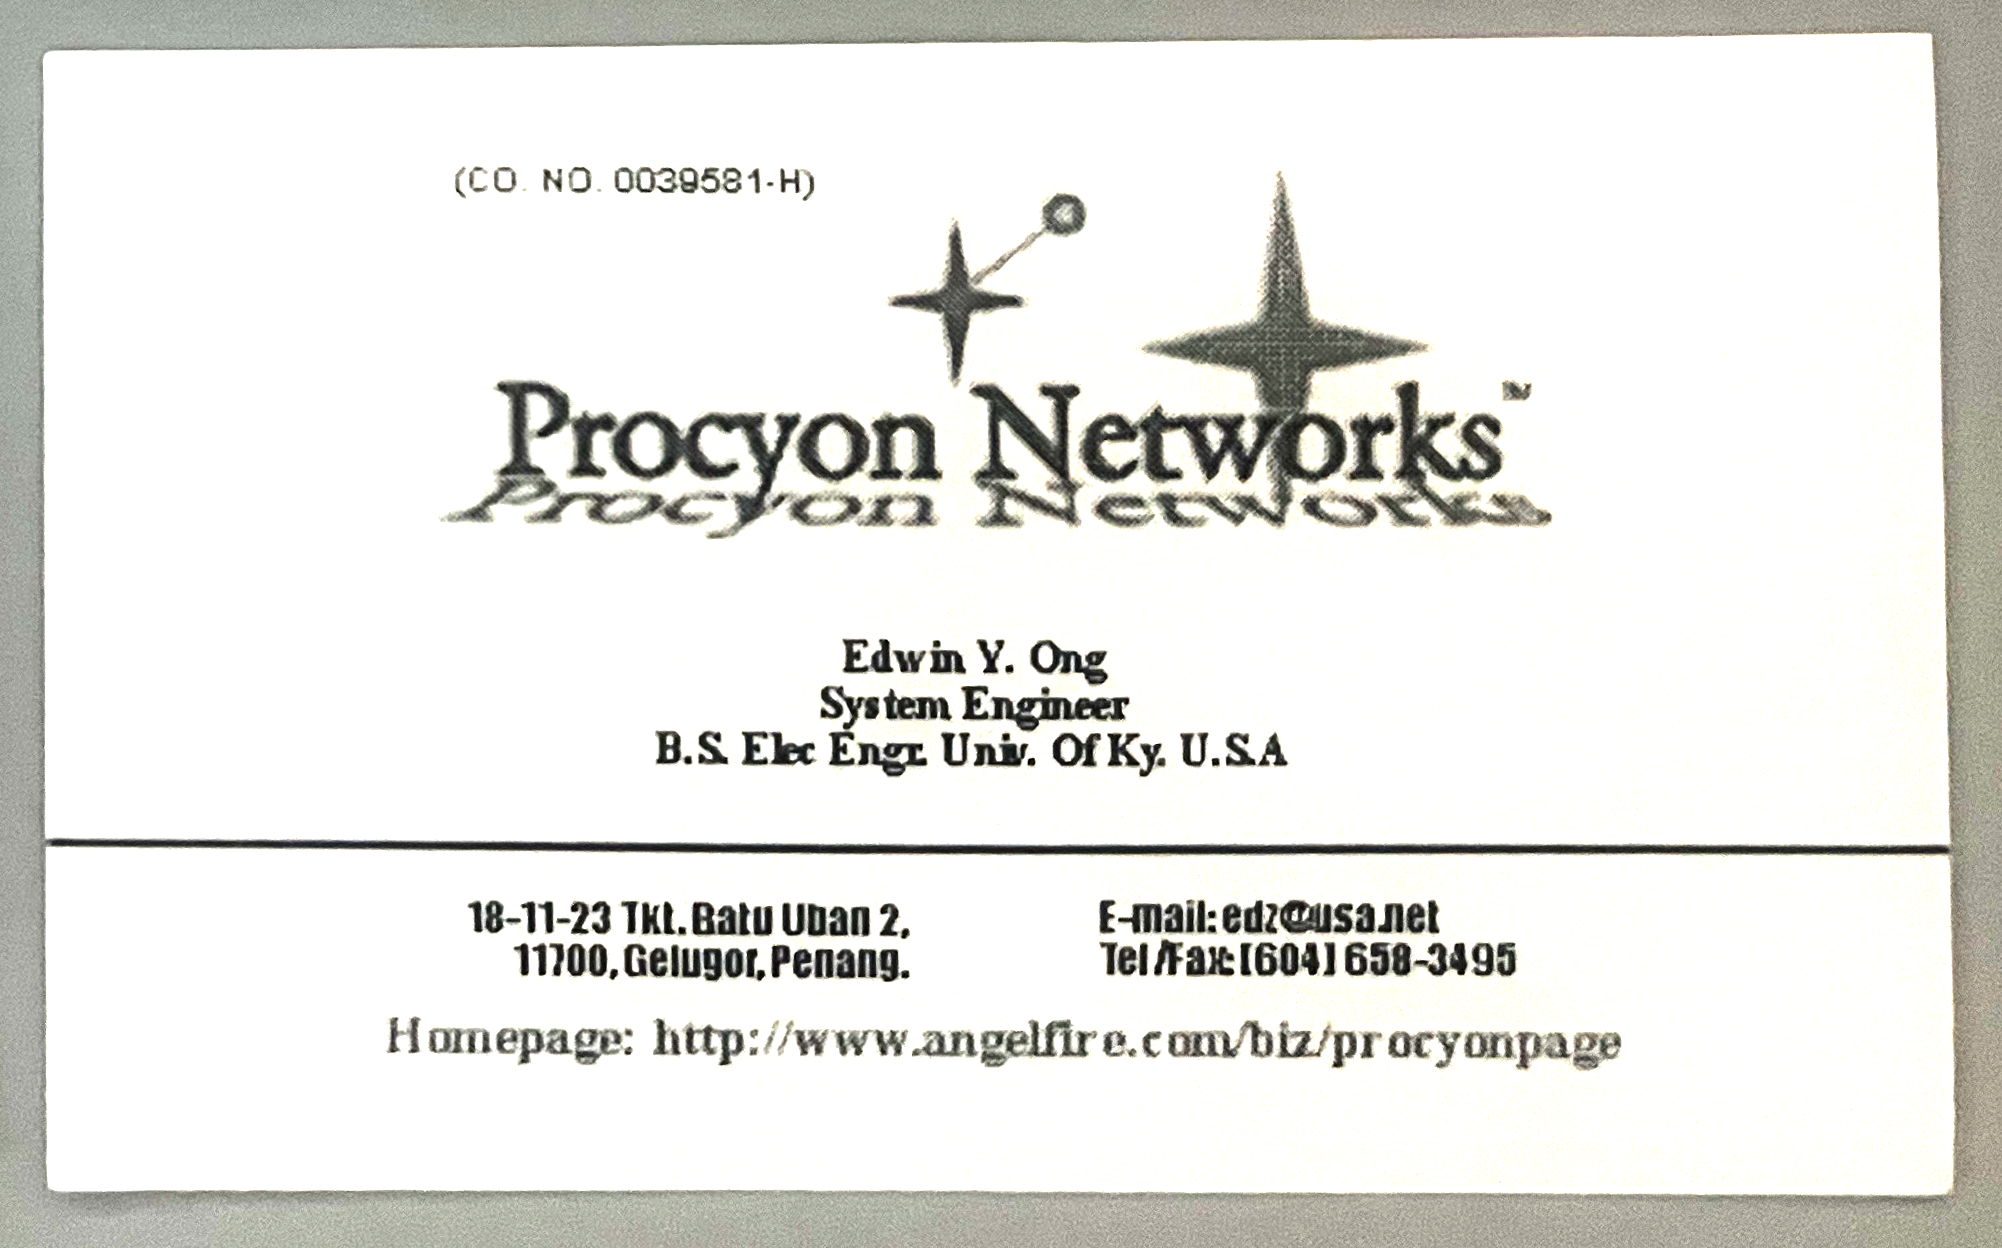 (CO. NO. 0039581-H)
Procyon Networks™
Procyon Networks
Edwin Y. Ong
System Engineer
B.S. Elec Engr. Univ. Of Ky. U.S.A
18-11-23 Tkt. Batu Uban 2,
11700, Gelugor, Penang.
E-mail: edz@usa.net
Tel/Fax: [604] 658-3495
Homepage: http://www.angelfire.com/biz/procyonpage